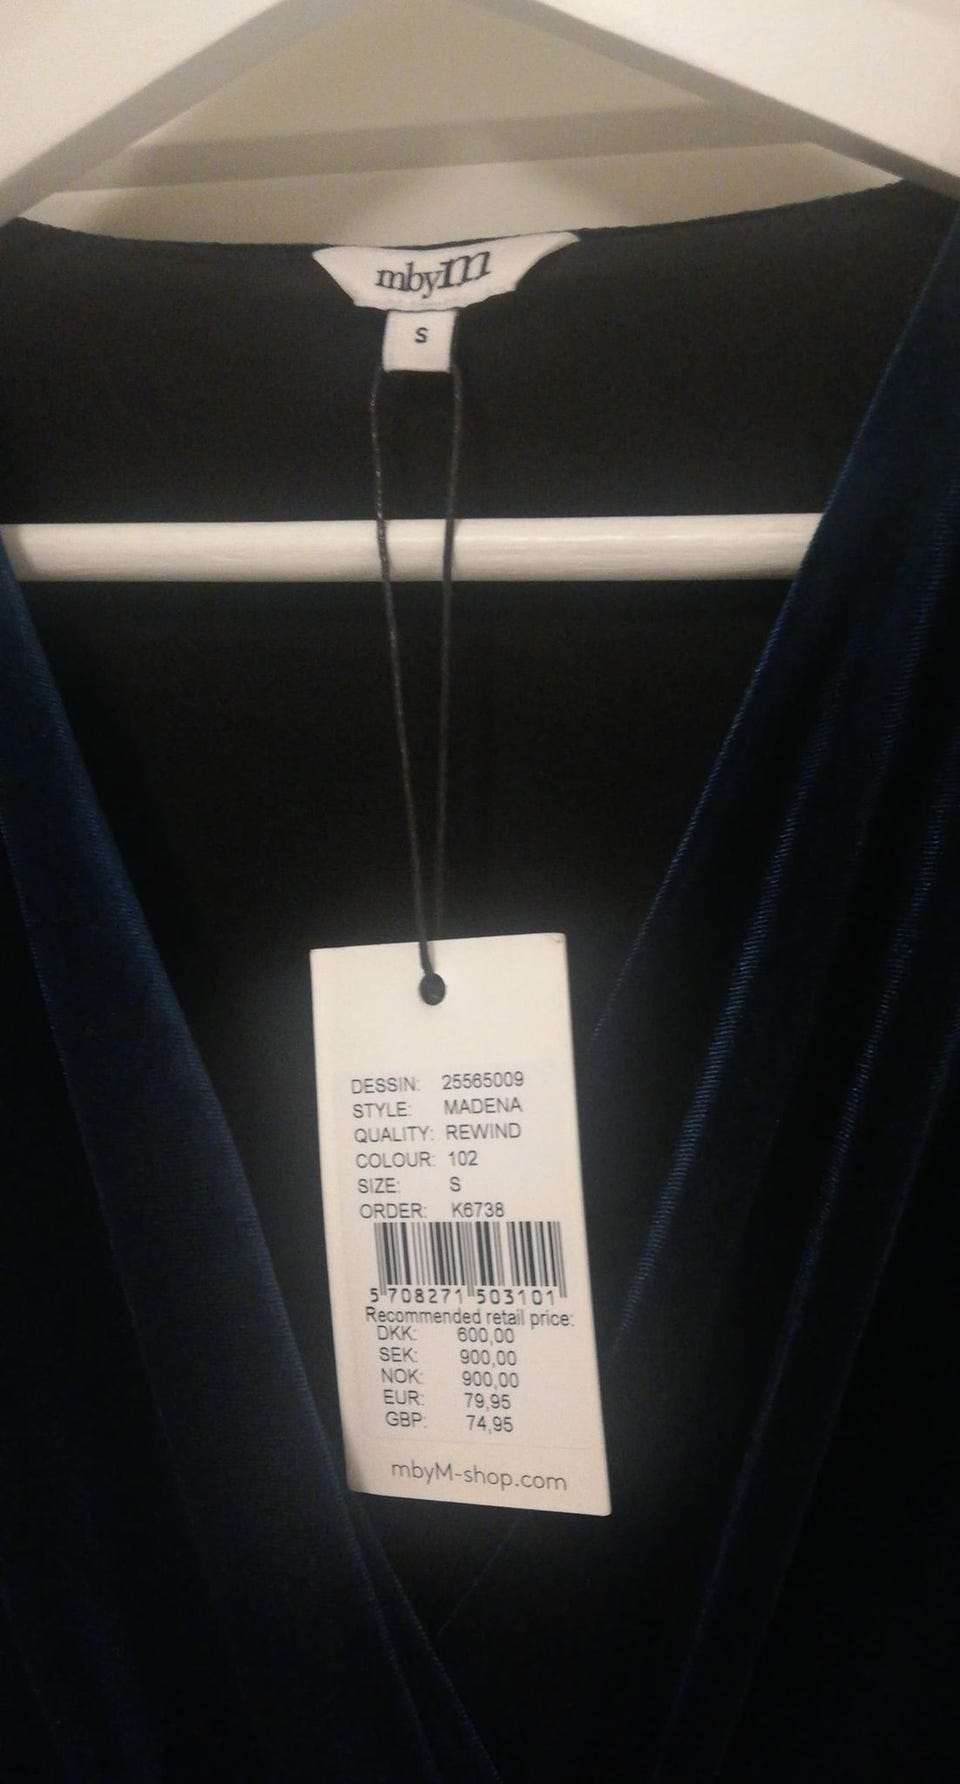 mbyM
S
DESSIN: 25565009
STYLE: MADENA
QUALITY: REWIND
COLOUR: 102
SIZE: S
ORDER: K6738
5 708271 503101
Recommended retail price:
DKK: 600,00
SEK: 900,00
NOK: 900,00
EUR: 79,95
GBP: 74,95
mbyM-shop.com